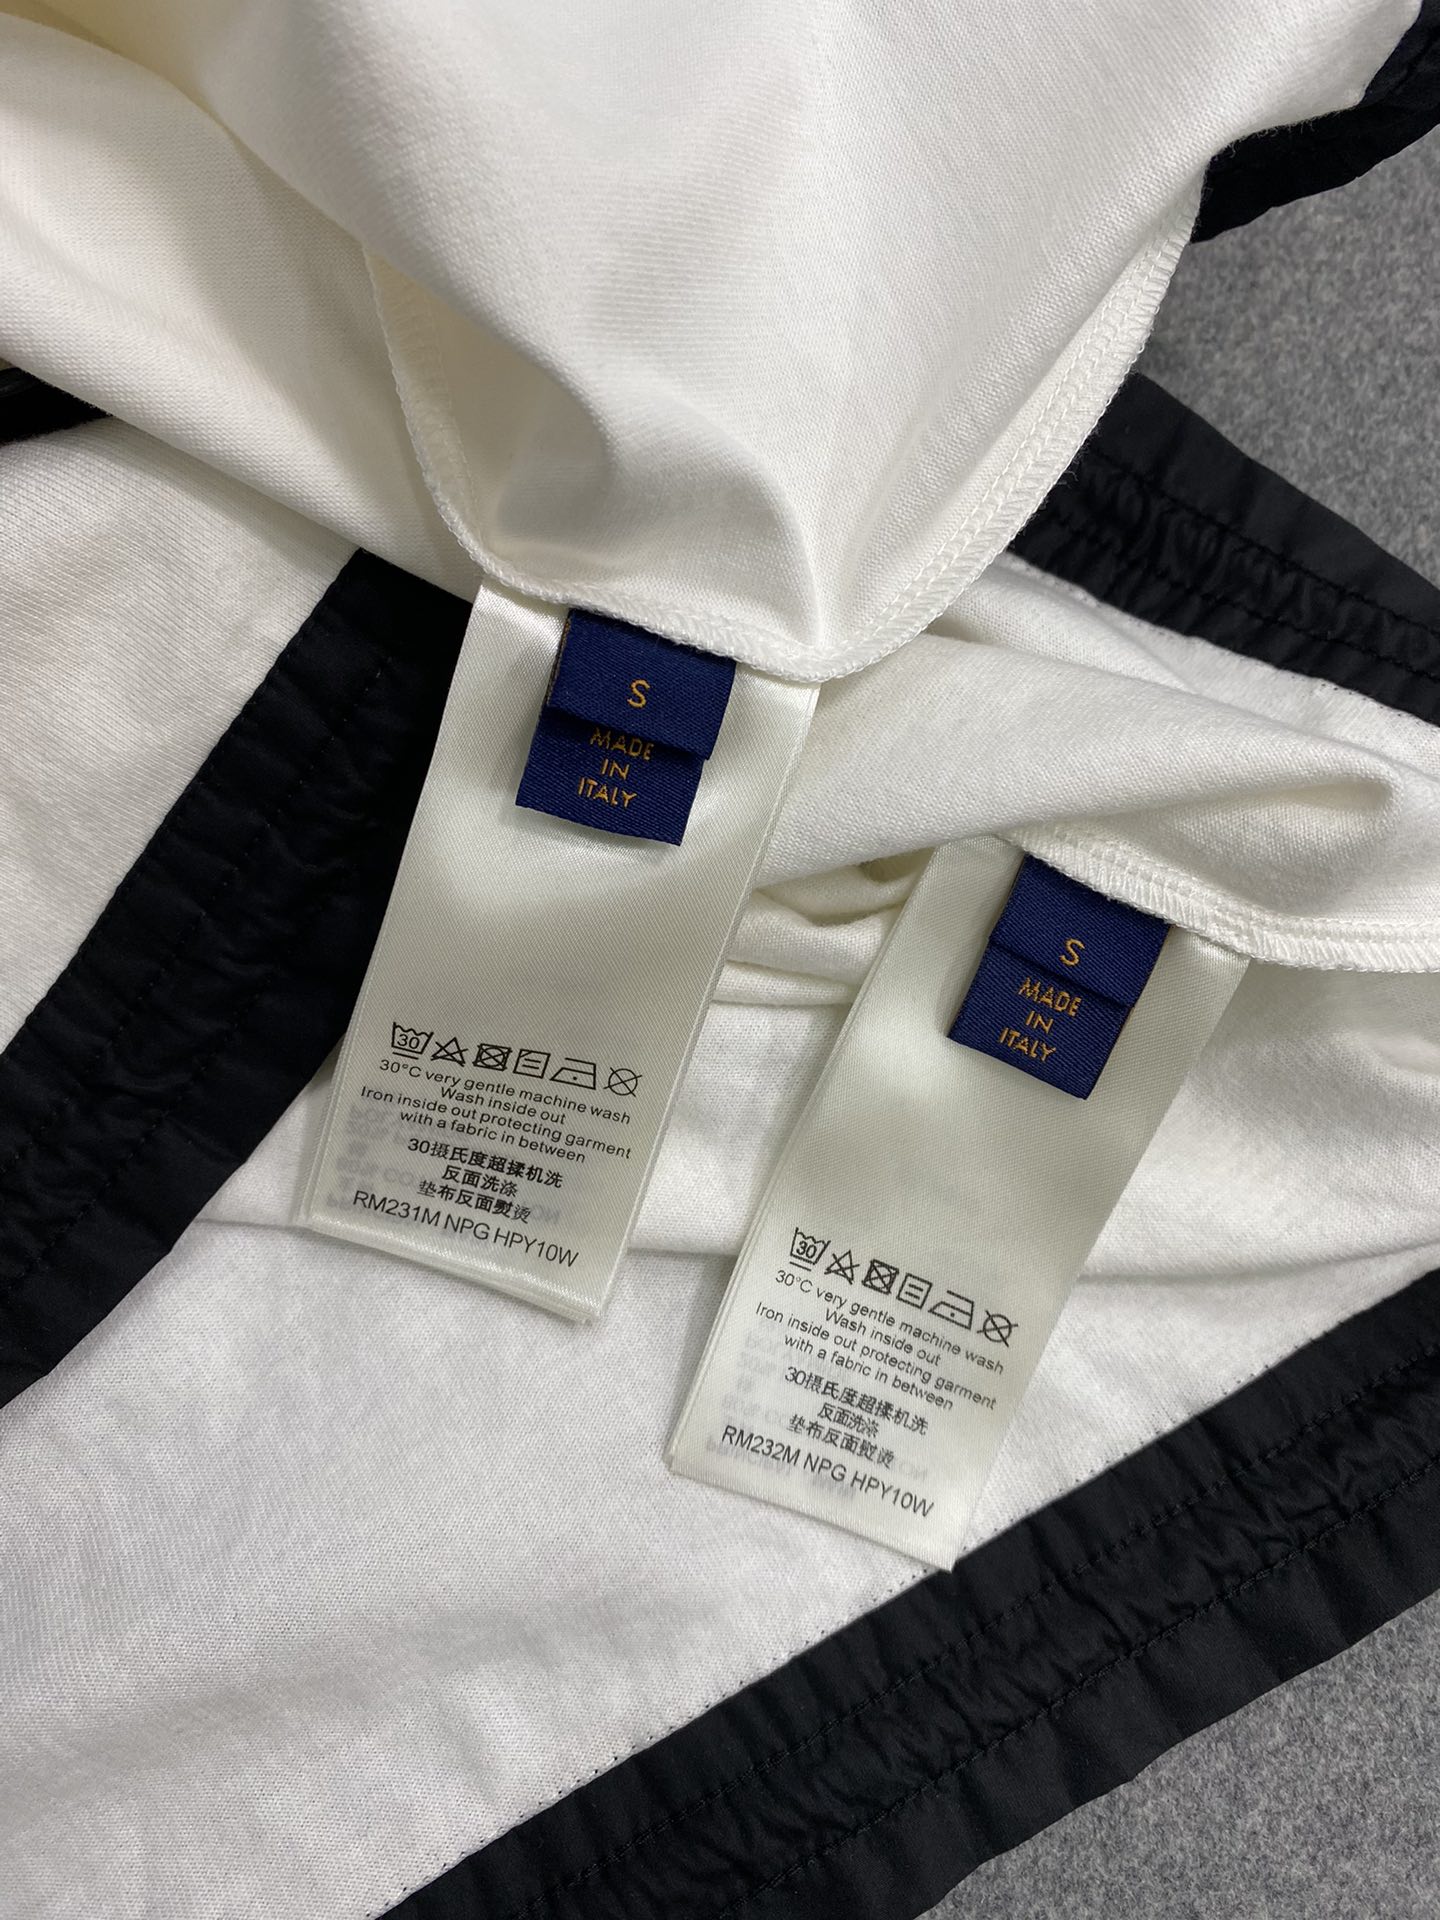 S
MADE
IN
ITALY
30
30°C very gentle machine wash
Wash inside out
Iron inside out protecting garment
with a fabric in between
30摄氏度超揉机洗
反面洗涤
垫布反面熨烫
RM231M NPG HPY10W
S
MADE
IN
ITALY
30
30°C very gentle machine wash
Wash inside out
Iron inside out protecting garment
with a fabric in between
30摄氏度超揉机洗
反面洗涤
垫布反面熨烫
RM232M NPG HPY10W